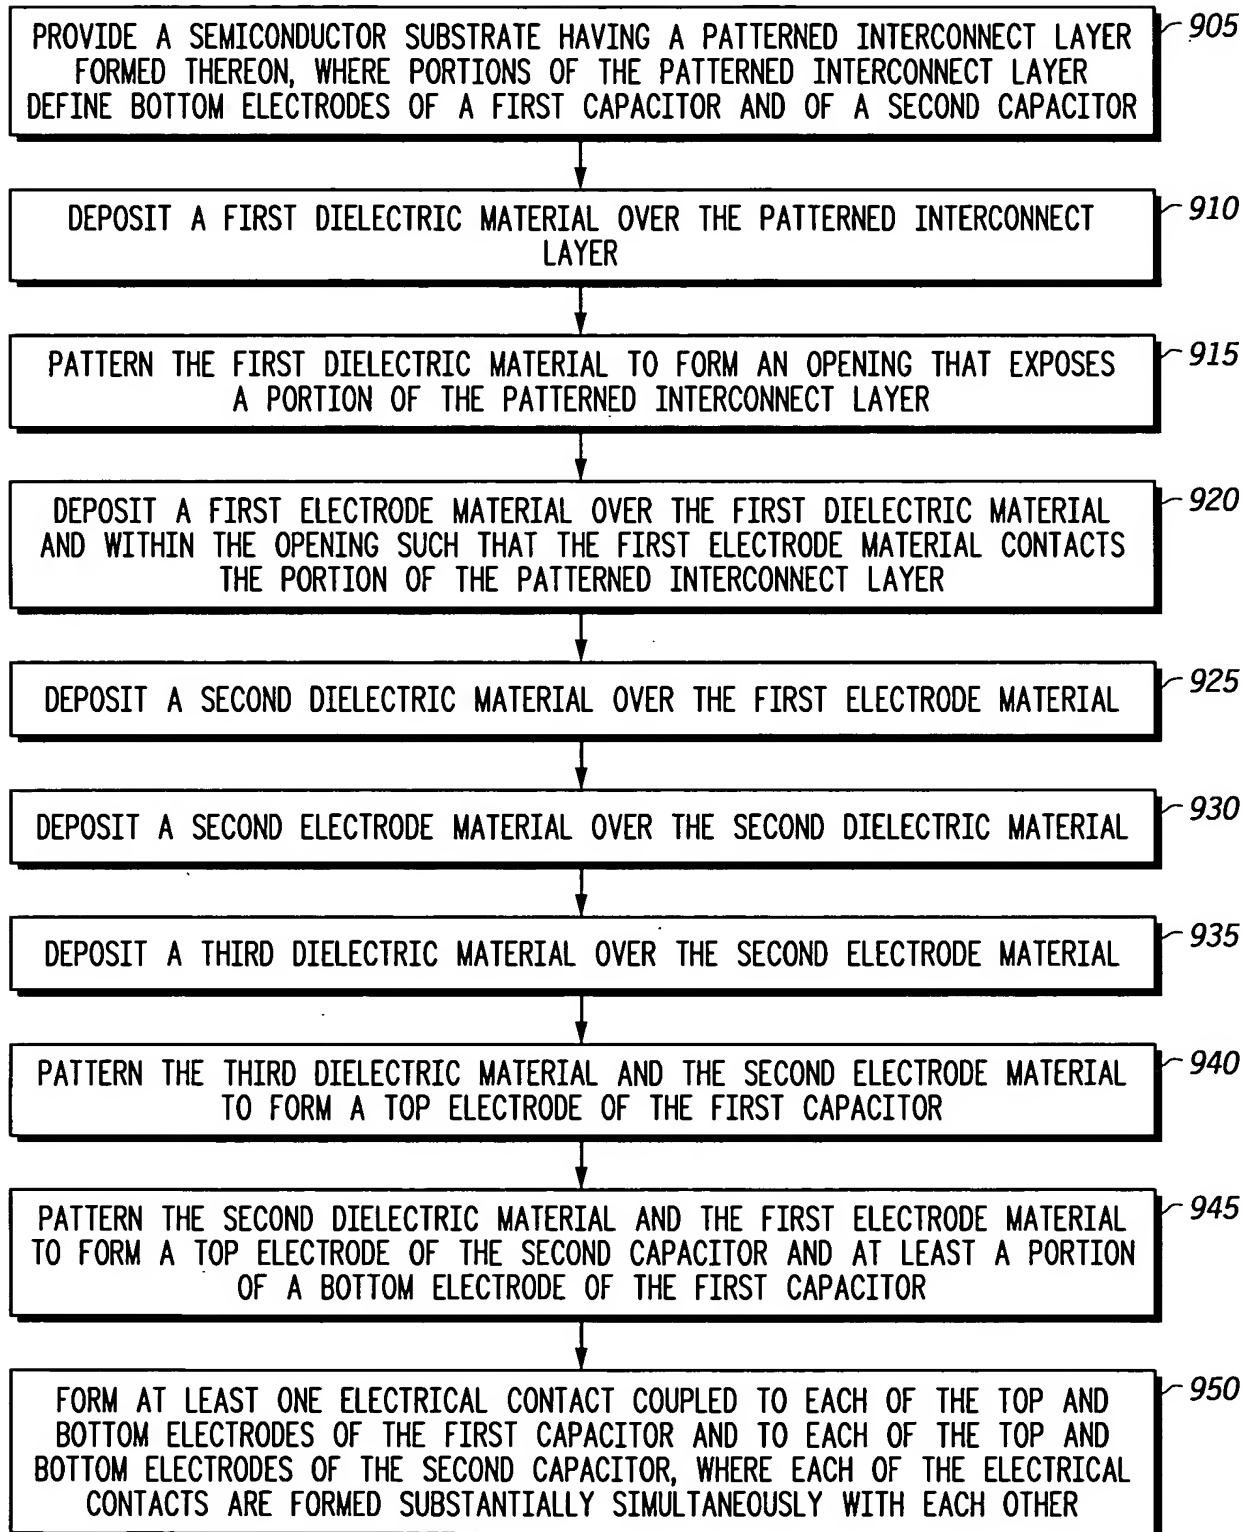 PROVIDE A SEMICONDUCTOR SUBSTRATE HAVING A PATTERNED INTERCONNECT LAYER
FORMED THEREON, WHERE PORTIONS OF THE PATTERNED INTERCONNECT LAYER
DEFINE BOTTOM ELECTRODES OF A FIRST CAPACITOR AND OF A SECOND CAPACITOR
905
DEPOSIT A FIRST DIELECTRIC MATERIAL OVER THE PATTERNED INTERCONNECT
LAYER
910
PATTERN THE FIRST DIELECTRIC MATERIAL TO FORM AN OPENING THAT EXPOSES
A PORTION OF THE PATTERNED INTERCONNECT LAYER
915
DEPOSIT A FIRST ELECTRODE MATERIAL OVER THE FIRST DIELECTRIC MATERIAL
AND WITHIN THE OPENING SUCH THAT THE FIRST ELECTRODE MATERIAL CONTACTS
THE PORTION OF THE PATTERNED INTERCONNECT LAYER
920
DEPOSIT A SECOND DIELECTRIC MATERIAL OVER THE FIRST ELECTRODE MATERIAL
925
DEPOSIT A SECOND ELECTRODE MATERIAL OVER THE SECOND DIELECTRIC MATERIAL
930
DEPOSIT A THIRD DIELECTRIC MATERIAL OVER THE SECOND ELECTRODE MATERIAL
935
PATTERN THE THIRD DIELECTRIC MATERIAL AND THE SECOND ELECTRODE MATERIAL
TO FORM A TOP ELECTRODE OF THE FIRST CAPACITOR
940
PATTERN THE SECOND DIELECTRIC MATERIAL AND THE FIRST ELECTRODE MATERIAL
TO FORM A TOP ELECTRODE OF THE SECOND CAPACITOR AND AT LEAST A PORTION
OF A BOTTOM ELECTRODE OF THE FIRST CAPACITOR
945
FORM AT LEAST ONE ELECTRICAL CONTACT COUPLED TO EACH OF THE TOP AND
BOTTOM ELECTRODES OF THE FIRST CAPACITOR AND TO EACH OF THE TOP AND
BOTTOM ELECTRODES OF THE SECOND CAPACITOR, WHERE EACH OF THE ELECTRICAL
CONTACTS ARE FORMED SUBSTANTIALLY SIMULTANEOUSLY WITH EACH OTHER
950